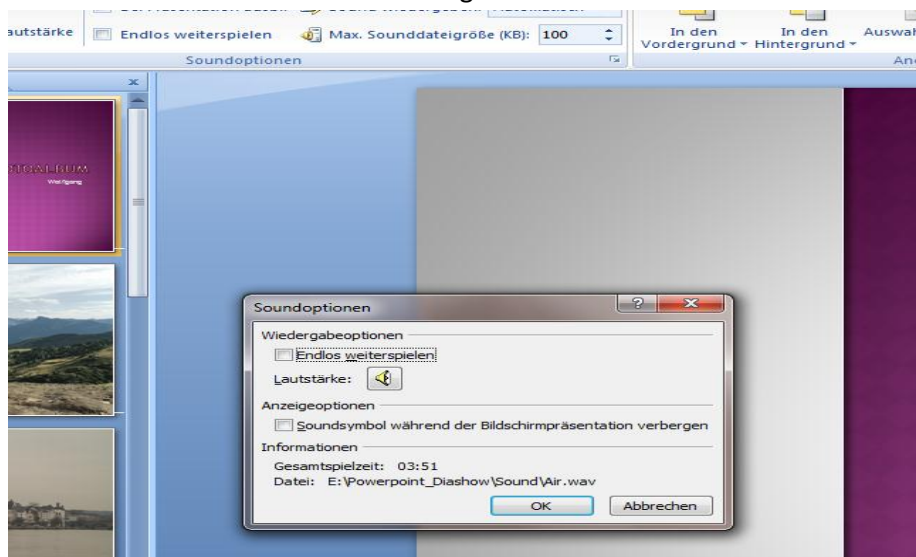 autstärke
Endlos weiterspielen
Max. Sounddateigröße (KB): 100
In den Vordergrund
In den Hintergrund
Soundoptionen
Wolfgang
Soundoptionen
Wiedergabeoptionen
Endlos weiterspielen
Lautstärke:
Anzeigeoptionen
Soundsymbol während der Bildschirmpräsentation verbergen
Informationen
Gesamtspielzeit: 03:51
Datei: E:\Powerpoint_Diashow\Sound\Air.wav
OK Abbrechen